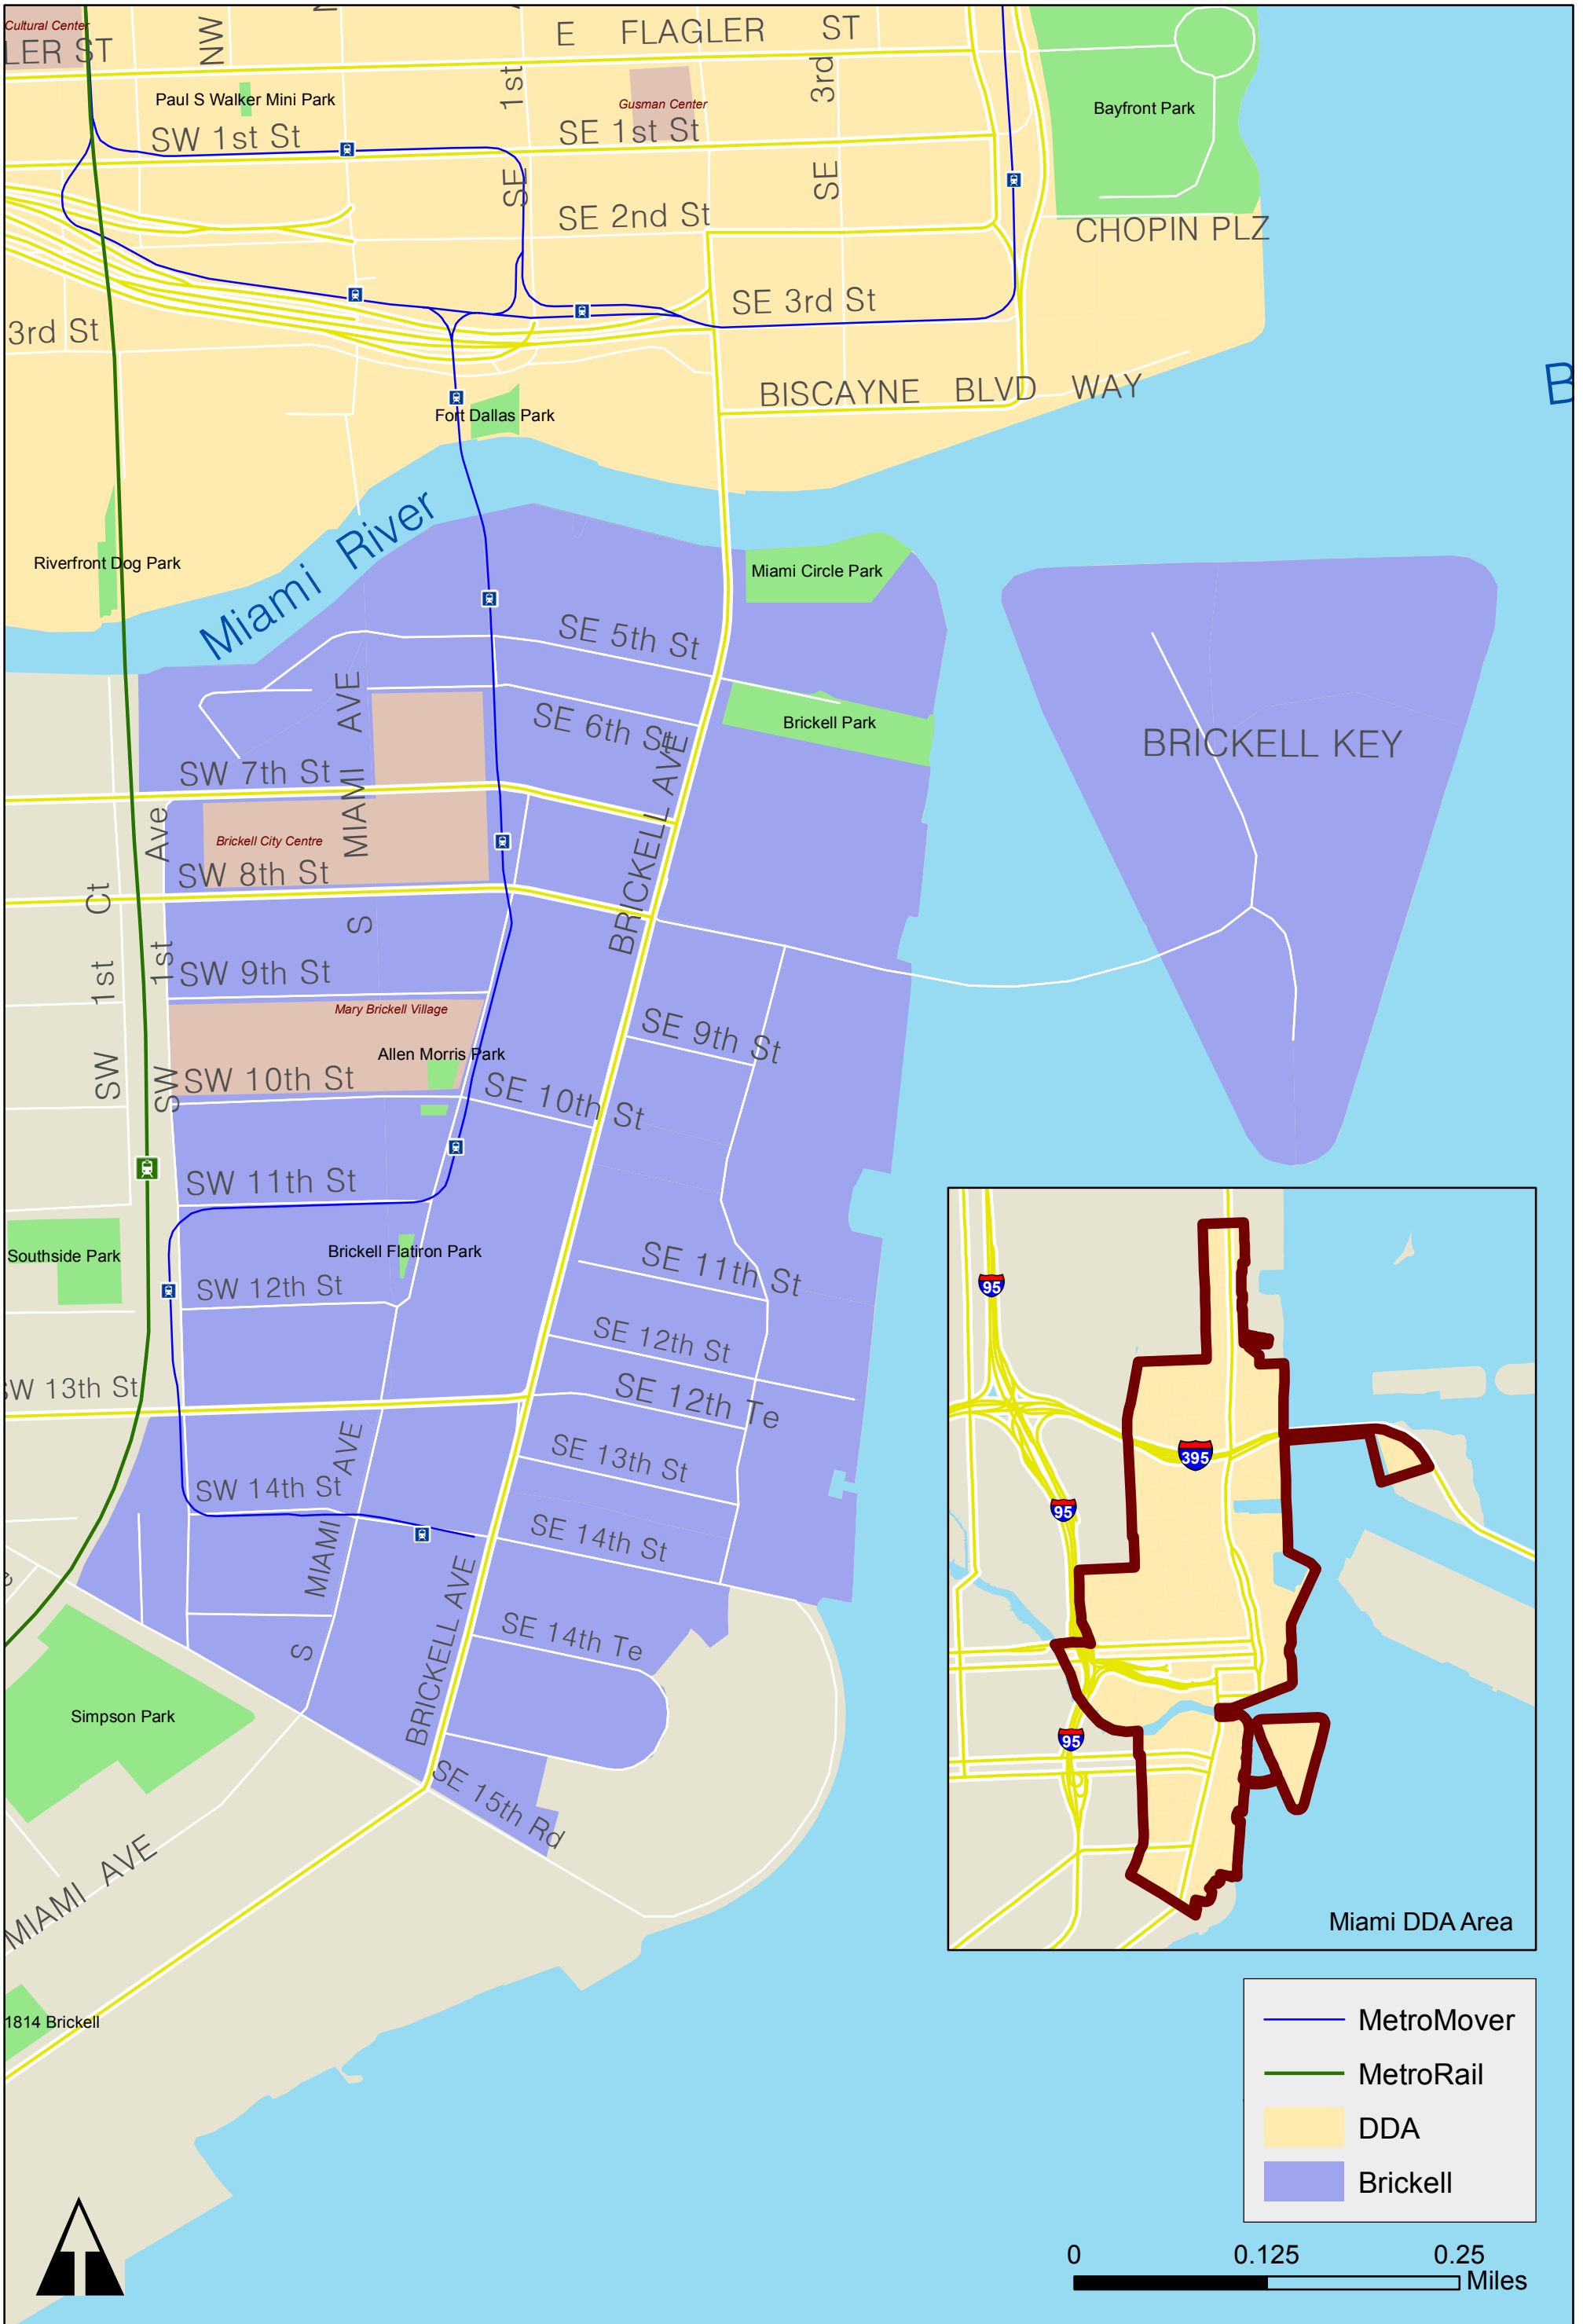 Cultural Center
LER ST
NW
E FLAGLER ST
1st
3rd
Paul S Walker Mini Park
Gusman Center
Bayfront Park
SW 1st St
SE 1st St
SE
SE
SE 2nd St
CHOPIN PLZ
3rd St
SE 3rd St
BISCAYNE BLVD WAY
B
Fort Dallas Park
Miami River
Riverfront Dog Park
Miami Circle Park
SE 5th St
SE 6th St
Brickell Park
BRICKELL KEY
SW 7th St
S MIAMI AVE
BRICKELL AVE
Brickell City Centre
SW 8th St
SW 1st Ct
SW 1st Ave
SW 9th St
Mary Brickell Village
SE 9th St
Allen Morris Park
SW 10th St
SE 10th St
SW 11th St
Southside Park
Brickell Flatiron Park
SE 11th St
SW 12th St
SE 12th St
SW 13th St
SE 12th Te
SE 13th St
SW 14th St
S MIAMI AVE
SE 14th St
BRICKELL AVE
SE 14th Te
Simpson Park
SE 15th Rd
MIAMI AVE
1814 Brickell
95
395
95
95
Miami DDA Area
MetroMover
MetroRail
DDA
Brickell
0 0.125 0.25
Miles